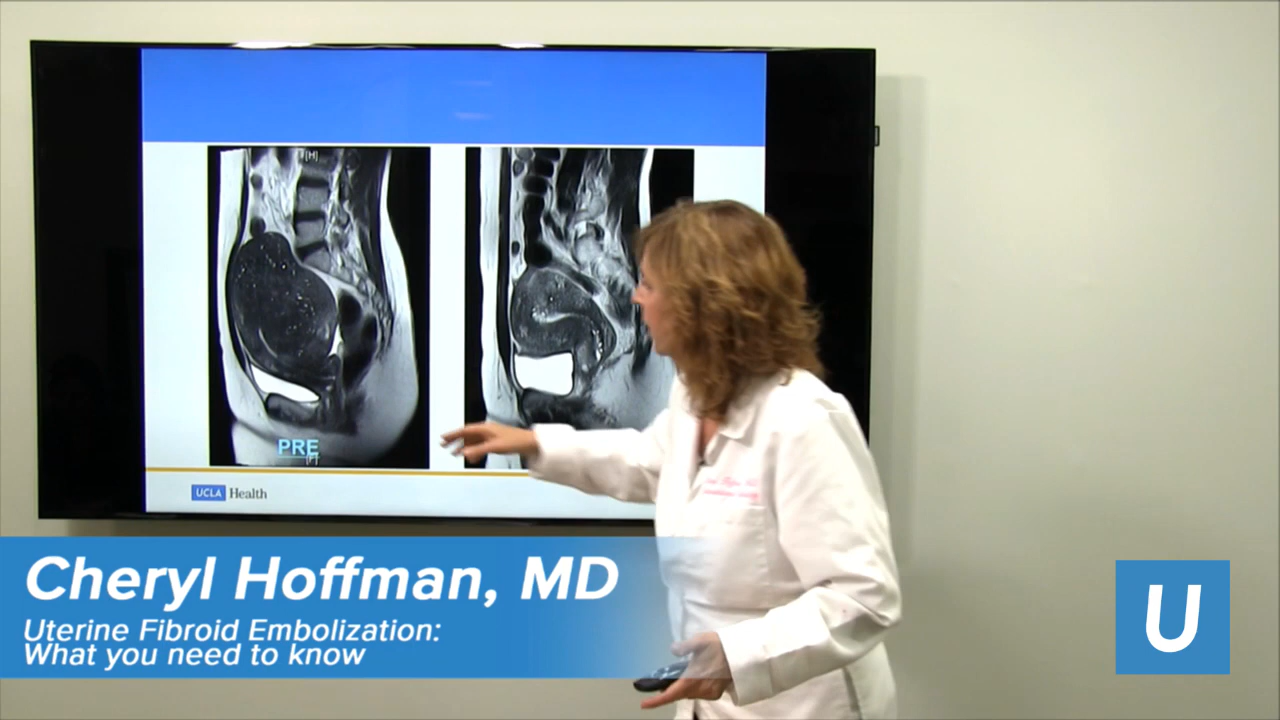 [H]
PRE
[F]
UCLA Health
Cheryl Hoffman, MD
Uterine Fibroid Embolization:
What you need to know
U